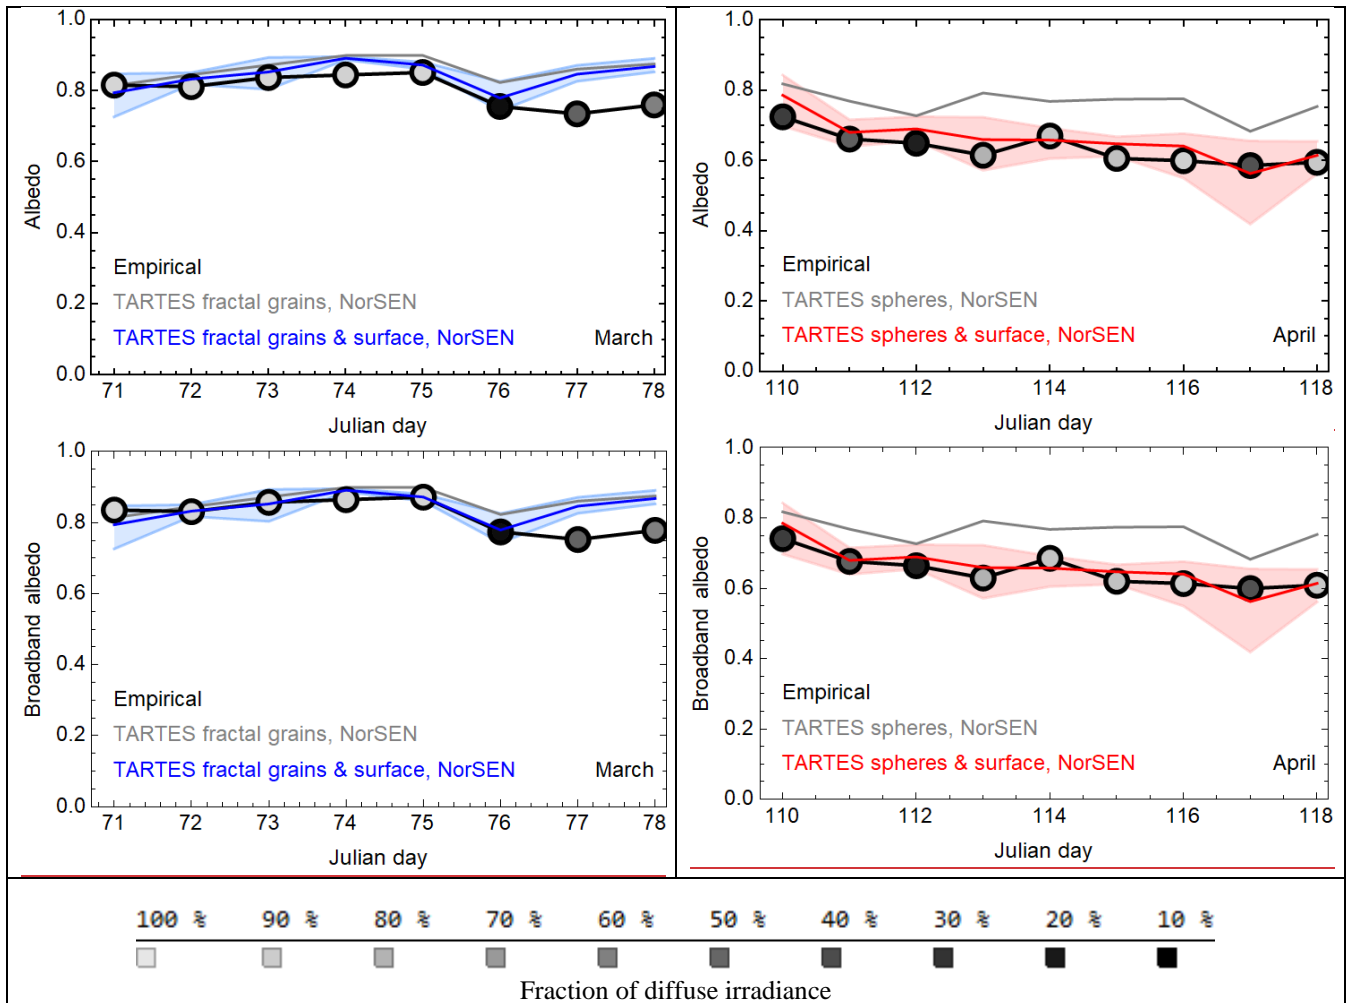 1.0
0.8
0.6
0.4
0.2
0.0
Albedo
Empirical
TARTES fractal grains, NorSEN
TARTES fractal grains & surface, NorSEN
March
71 72 73 74 75 76 77 78
Julian day
1.0
0.8
0.6
0.4
0.2
0.0
Albedo
Empirical
TARTES spheres, NorSEN
TARTES spheres & surface, NorSEN
April
110 112 114 116 118
Julian day
1.0
0.8
0.6
0.4
0.2
0.0
Broadband albedo
Empirical
TARTES fractal grains, NorSEN
TARTES fractal grains & surface, NorSEN
March
71 72 73 74 75 76 77 78
Julian day
1.0
0.8
0.6
0.4
0.2
0.0
Broadband albedo
Empirical
TARTES spheres, NorSEN
TARTES spheres & surface, NorSEN
April
110 112 114 116 118
Julian day
100 % 90 % 80 % 70 % 60 % 50 % 40 % 30 % 20 % 10 %
Fraction of diffuse irradiance